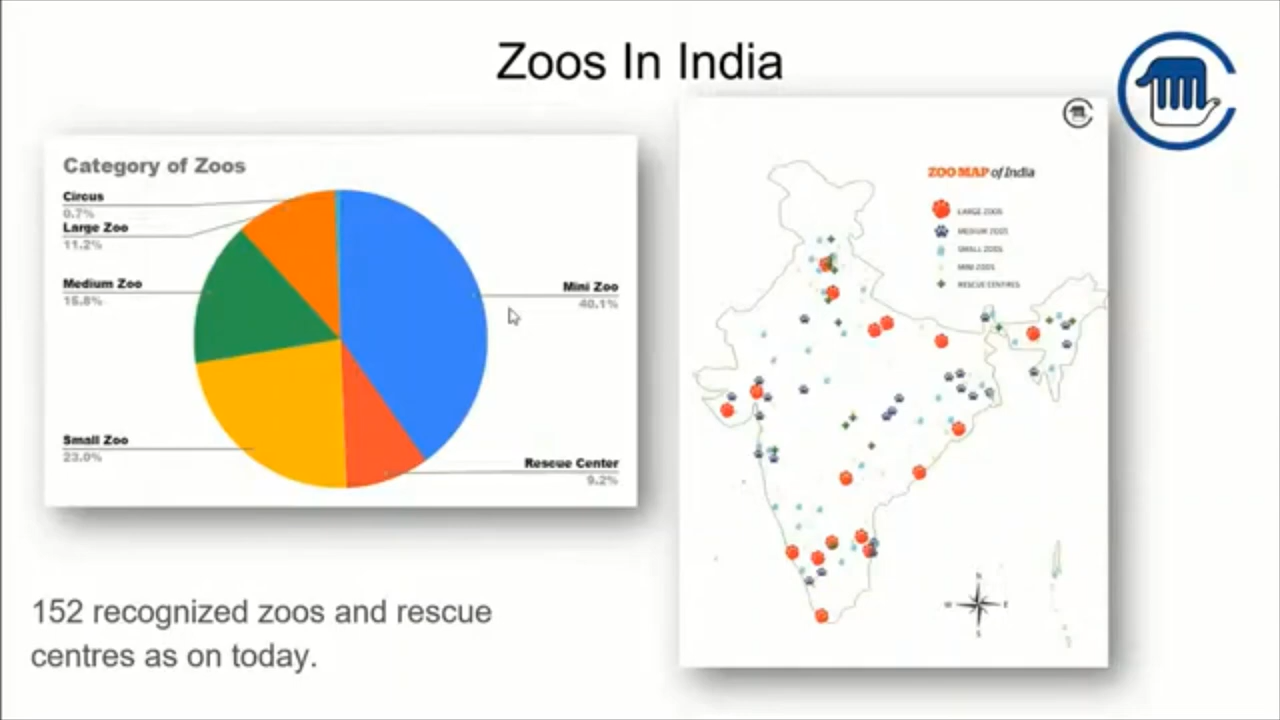 Zoos In India
Category of Zoos
Circus
0.7%
Large Zoo
11.2%
Medium Zoo
15.8%
Small Zoo
23.0%
Mini Zoo
40.1%
Rescue Center
9.2%
152 recognized zoos and rescue
centres as on today.
ZOO MAP of India
LARGE ZOOS
MEDIUM ZOOS
SMALL ZOOS
MINI ZOOS
RESCUE CENTRES
N
W
E
S